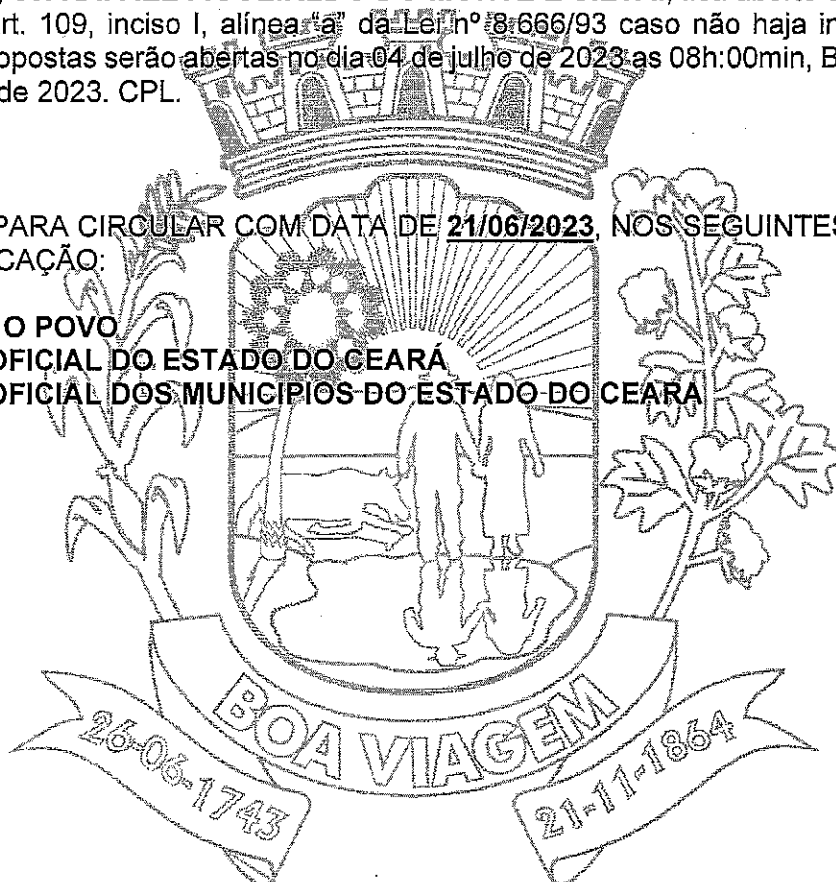 rt. 109, inciso I, alínea "a" da Lei nº 8.666/93 caso não haja in
opostas serão abertas no dia 04 de julho de 2023 as 08h:00min, B
de 2023. CPL.
PARA CIRCULAR COM DATA DE 21/06/2023, NOS SEGUINTES
CAÇÃO:
O POVO
OFICIAL DO ESTADO DO CEARÁ
OFICIAL DOS MUNICIPIOS DO ESTADO DO CEARÁ
BOA VIAGEM
26-06-1743
21-11-1864